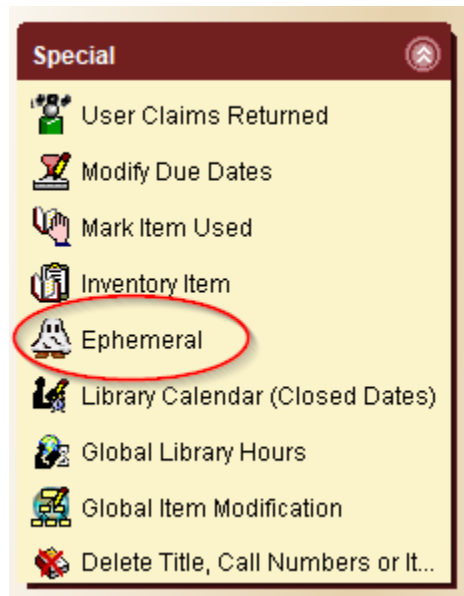 Special
User Claims Returned
Modify Due Dates
Mark Item Used
Inventory Item
Ephemeral
Library Calendar (Closed Dates)
Global Library Hours
Global Item Modification
Delete Title, Call Numbers or It...